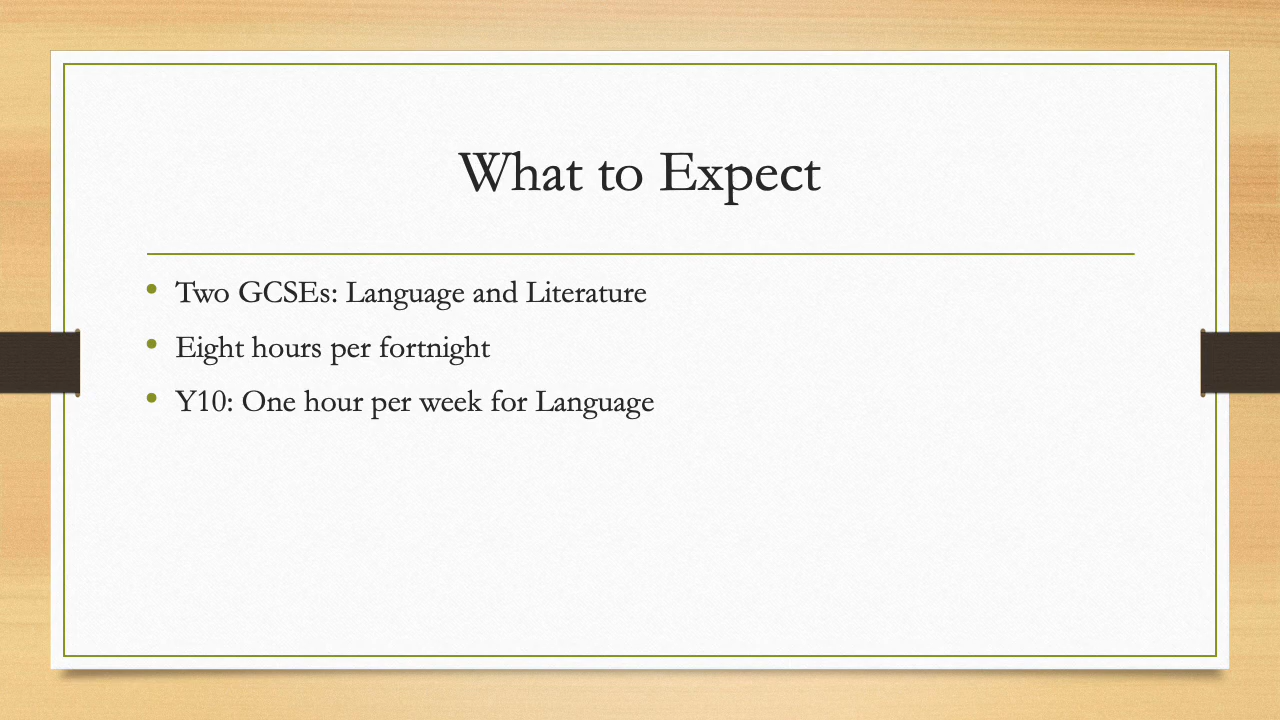 What to Expect
• Two GCSEs: Language and Literature
• Eight hours per fortnight
• Y10: One hour per week for Language